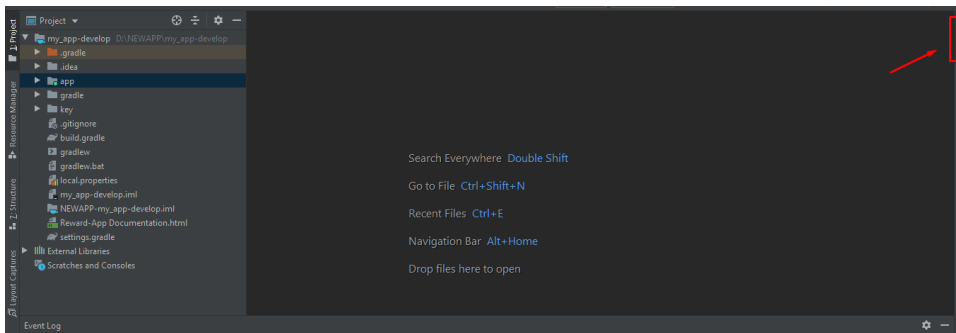 Project
my_app-develop D:\NEWAPP\my_app-develop
.gradle
.idea
app
gradle
key
.gitignore
build.gradle
gradlew
gradlew.bat
local.properties
my_app-develop.iml
NEWAPP-my_app-develop.iml
Reward-App Documentation.html
settings.gradle
External Libraries
Scratches and Consoles
1: Project
Resource Manager
Z: Structure
Layout Captures
Search Everywhere Double Shift
Go to File Ctrl+Shift+N
Recent Files Ctrl+E
Navigation Bar Alt+Home
Drop files here to open
Event Log